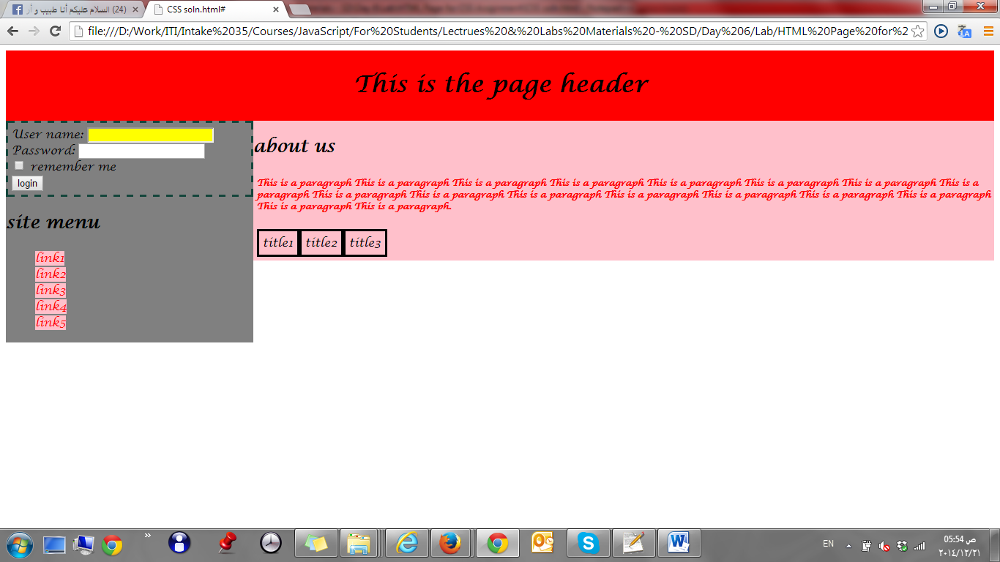 (24) السلام عليكم أنا طبيب و أر
CSS soln.html#
file:///D:/Work/ITI/Intake%2035/Courses/JavaScript/For%20Students/Lectrues%20&%20Labs%20Materials%20-%20SD/Day%206/Lab/HTML%20Page%20for%2
This is the page header
User name:
Password:
remember me
login
site menu
link1
link2
link3
link4
link5
about us
This is a paragraph This is a paragraph This is a paragraph This is a paragraph This is a paragraph This is a paragraph This is a paragraph This is a
paragraph This is a paragraph This is a paragraph This is a paragraph This is a paragraph This is a paragraph This is a paragraph This is a paragraph
This is a paragraph This is a paragraph.
title1 title2 title3
EN
05:54 ص
٢٠١٤/١٢/٢١